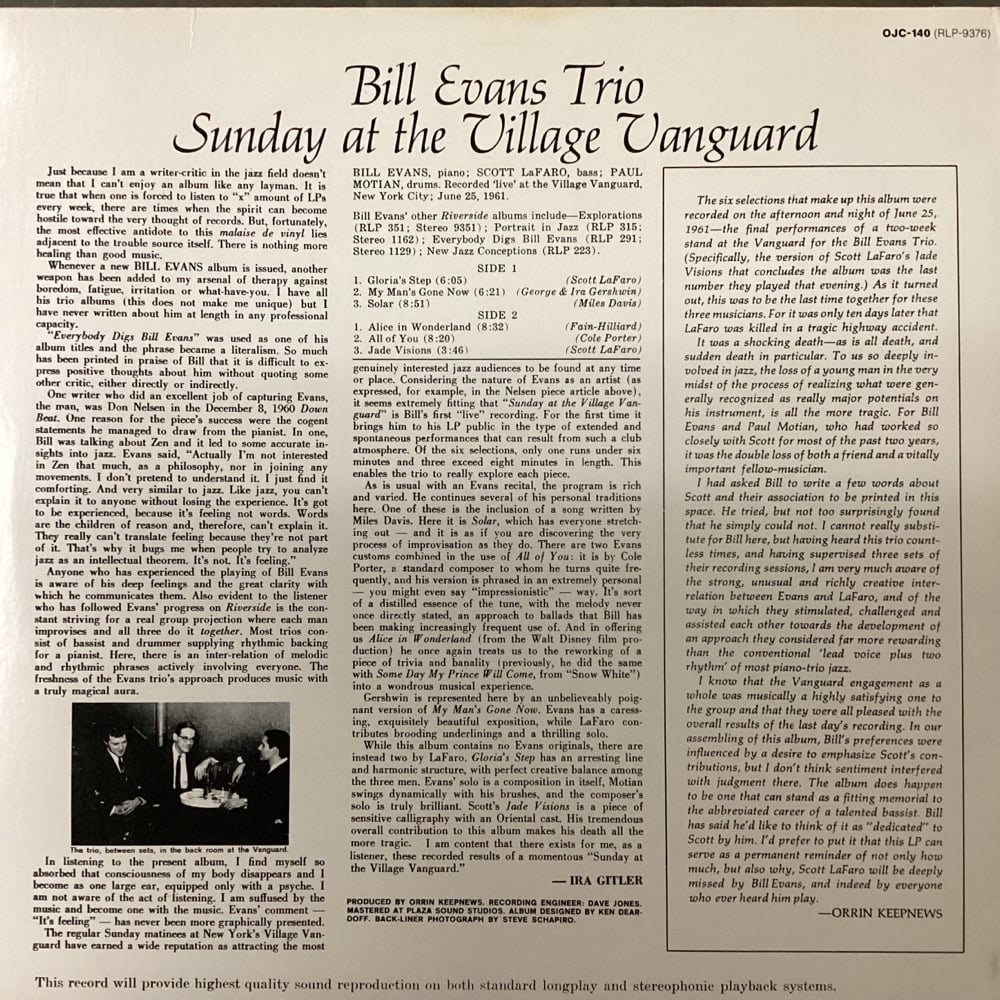 OJC-140 (RLP-9376)
Bill Evans Trio
Sunday at the Village Vanguard
Just because I am a writer-critic in the jazz field doesn't
mean that I can't enjoy an album like any layman. It is
true that when one is forced to listen to “x” amount of LPs
every week, there are times when the spirit can become
hostile toward the very thought of records. But, fortunately,
the most effective antidote to this malaise de vinyl lies
adjacent to the trouble source itself. There is nothing more
healing than good music.
Whenever a new BILL EVANS album is issued, another
weapon has been added to my arsenal of therapy against
boredom, fatigue, irritation or what-have-you. I have all
his trio albums (this does not make me unique) but I
have never written about him at length in any professional
capacity.
“Everybody Digs Bill Evans” was used as one of his
album titles and the phrase became a literalism. So much
has been printed in praise of Bill that it is difficult to ex-
press positive thoughts about him without quoting some
other critic, either directly or indirectly.
One writer who did an excellent job of capturing Evans,
the man, was Don Nelsen in the December 8, 1960 Down
Beat. One reason for the piece's success were the cogent
statements he managed to draw from the pianist. In one,
Bill was talking about Zen and it led to some accurate in-
sights into jazz. Evans said, “Actually I'm not interested
in Zen that much, as a philosophy, nor in joining any
movements. I don't pretend to understand it. I just find it
comforting. And very similar to jazz. Like jazz, you can't
explain it to anyone without losing the experience. It's got
to be experienced, because it's feeling not words. Words
are the children of reason and, therefore, can't explain it.
They really can't translate feeling because they're not part
of it. That's why it bugs me when people try to analyze
jazz as an intellectual theorem. It's not. It's feeling.”
Anyone who has experienced the playing of Bill Evans
is aware of his deep feelings and the great clarity with
which he communicates them. Also evident to the listener
who has followed Evans' progress on Riverside is the con-
stant striving for a real group projection where each man
improvises and all three do it together. Most trios con-
sist of bassist and drummer supplying rhythmic backing
for a pianist. Here, there is an inter-relation of melodic
and rhythmic phrases actively involving everyone. The
freshness of the Evans trio's approach produces music with
a truly magical aura.
The trio, between sets, in the back room at the Vanguard.
In listening to the present album, I find myself so
absorbed that consciousness of my body disappears and I
become as one large ear, equipped only with a psyche. I
am not aware of the act of listening. I am suffused by the
music and become one with the music. Evans' comment —
“It's feeling” — has never been more graphically presented.
The regular Sunday matinees at New York's Village Van-
guard have earned a wide reputation as attracting the most
BILL EVANS, piano; SCOTT LaFARO, bass; PAUL
MOTIAN, drums. Recorded 'live' at the Village Vanguard,
New York City; June 25, 1961.
Bill Evans' other Riverside albums include—Explorations
(RLP 351; Stereo 9351); Portrait in Jazz (RLP 315;
Stereo 1162); Everybody Digs Bill Evans (RLP 291;
Stereo 1129); New Jazz Conceptions (RLP 223).
SIDE 1
1. Gloria's Step (6:05) (Scott LaFaro)
2. My Man's Gone Now (6:21) (George & Ira Gershwin)
3. Solar (8:51) (Miles Davis)
SIDE 2
1. Alice in Wonderland (8:32) (Fain-Hilliard)
2. All of You (8:20) (Cole Porter)
3. Jade Visions (3:46) (Scott LaFaro)
genuinely interested jazz audiences to be found at any time
or place. Considering the nature of Evans as an artist (as
expressed, for example, in the Nelsen piece article above),
it seems extremely fitting that “Sunday at the Village Van-
guard” is Bill's first “live” recording. For the first time it
brings him to his LP public in the type of extended and
spontaneous performances that can result from such a club
atmosphere. Of the six selections, only one runs under six
minutes and three exceed eight minutes in length. This
enables the trio to really explore each piece.
As is usual with an Evans recital, the program is rich
and varied. He continues several of his personal traditions
here. One of these is the inclusion of a song written by
Miles Davis. Here it is Solar, which has everyone stretch-
ing out — and it is as if you are discovering the very
process of improvisation as they do. There are two Evans
customs combined in the use of All of You: it is by Cole
Porter, a standard composer to whom he turns quite fre-
quently, and his version is phrased in an extremely personal
— you might even say “impressionistic” — way. It's sort
of a distilled essence of the tune, with the melody never
once directly stated, an approach to ballads that Bill has
been making increasingly frequent use of. And in offering
us Alice in Wonderland (from the Walt Disney film pro-
duction) he once again treats us to the reworking of a
piece of trivia and banality (previously, he did the same
with Some Day My Prince Will Come, from “Snow White”)
into a wondrous musical experience.
Gershwin is represented here by an unbelieveably poig-
nant version of My Man's Gone Now. Evans has a caress-
ing, exquisitely beautiful exposition, while LaFaro con-
tributes brooding underlinings and a thrilling solo.
While this album contains no Evans originals, there are
instead two by LaFaro. Gloria's Step has an arresting line
and harmonic structure, with perfect creative balance among
the three men. Evans' solo is a composition in itself, Motian
swings dynamically with his brushes, and the composer's
solo is truly brilliant. Scott's Jade Visions is a piece of
sensitive calligraphy with an Oriental cast. His tremendous
overall contribution to this album makes his death all the
more tragic. I am content that there exists for me, as a
listener, these recorded results of a momentous “Sunday at
the Village Vanguard.”
— IRA GITLER
PRODUCED BY ORRIN KEEPNEWS. RECORDING ENGINEER: DAVE JONES.
MASTERED AT PLAZA SOUND STUDIOS. ALBUM DESIGNED BY KEN DEAR-
DOFF. BACK-LINER PHOTOGRAPH BY STEVE SCHAPIRO.
The six selections that make up this album were
recorded on the afternoon and night of June 25,
1961—the final performances of a two-week
stand at the Vanguard for the Bill Evans Trio.
(Specifically, the version of Scott LaFaro's Jade
Visions that concludes the album was the last
number they played that evening.) As it turned
out, this was to be the last time together for these
three musicians. For it was only ten days later that
LaFaro was killed in a tragic highway accident.
It was a shocking death—as is all death, and
sudden death in particular. To us so deeply in-
volved in jazz, the loss of a young man in the very
midst of the process of realizing what were gen-
erally recognized as really major potentials on
his instrument, is all the more tragic. For Bill
Evans and Paul Motian, who had worked so
closely with Scott for most of the past two years,
it was the double loss of both a friend and a vitally
important fellow-musician.
I had asked Bill to write a few words about
Scott and their association to be printed in this
space. He tried, but not too surprisingly found
that he simply could not. I cannot really substi-
tute for Bill here, but having heard this trio count-
less times, and having supervised three sets of
their recording sessions, I am very much aware of
the strong, unusual and richly creative inter-
relation between Evans and LaFaro, and of the
way in which they stimulated, challenged and
assisted each other towards the development of
an approach they considered far more rewarding
than the conventional 'lead voice plus two
rhythm' of most piano-trio jazz.
I know that the Vanguard engagement as a
whole was musically a highly satisfying one to
the group and that they were all pleased with the
overall results of the last day's recording. In our
assembling of this album, Bill's preferences were
influenced by a desire to emphasize Scott's con-
tributions, but I don't think sentiment interfered
with judgment there. The album does happen
to be one that can stand as a fitting memorial to
the abbreviated career of a talented bassist. Bill
has said he'd like to think of it as “dedicated” to
Scott by him. I'd prefer to put it that this LP can
serve as a permanent reminder of not only how
much, but also why, Scott LaFaro will be deeply
missed by Bill Evans, and indeed by everyone
who ever heard him play.
—ORRIN KEEPNEWS
This record will provide highest quality sound reproduction on both standard longplay and stereophonic playback systems.